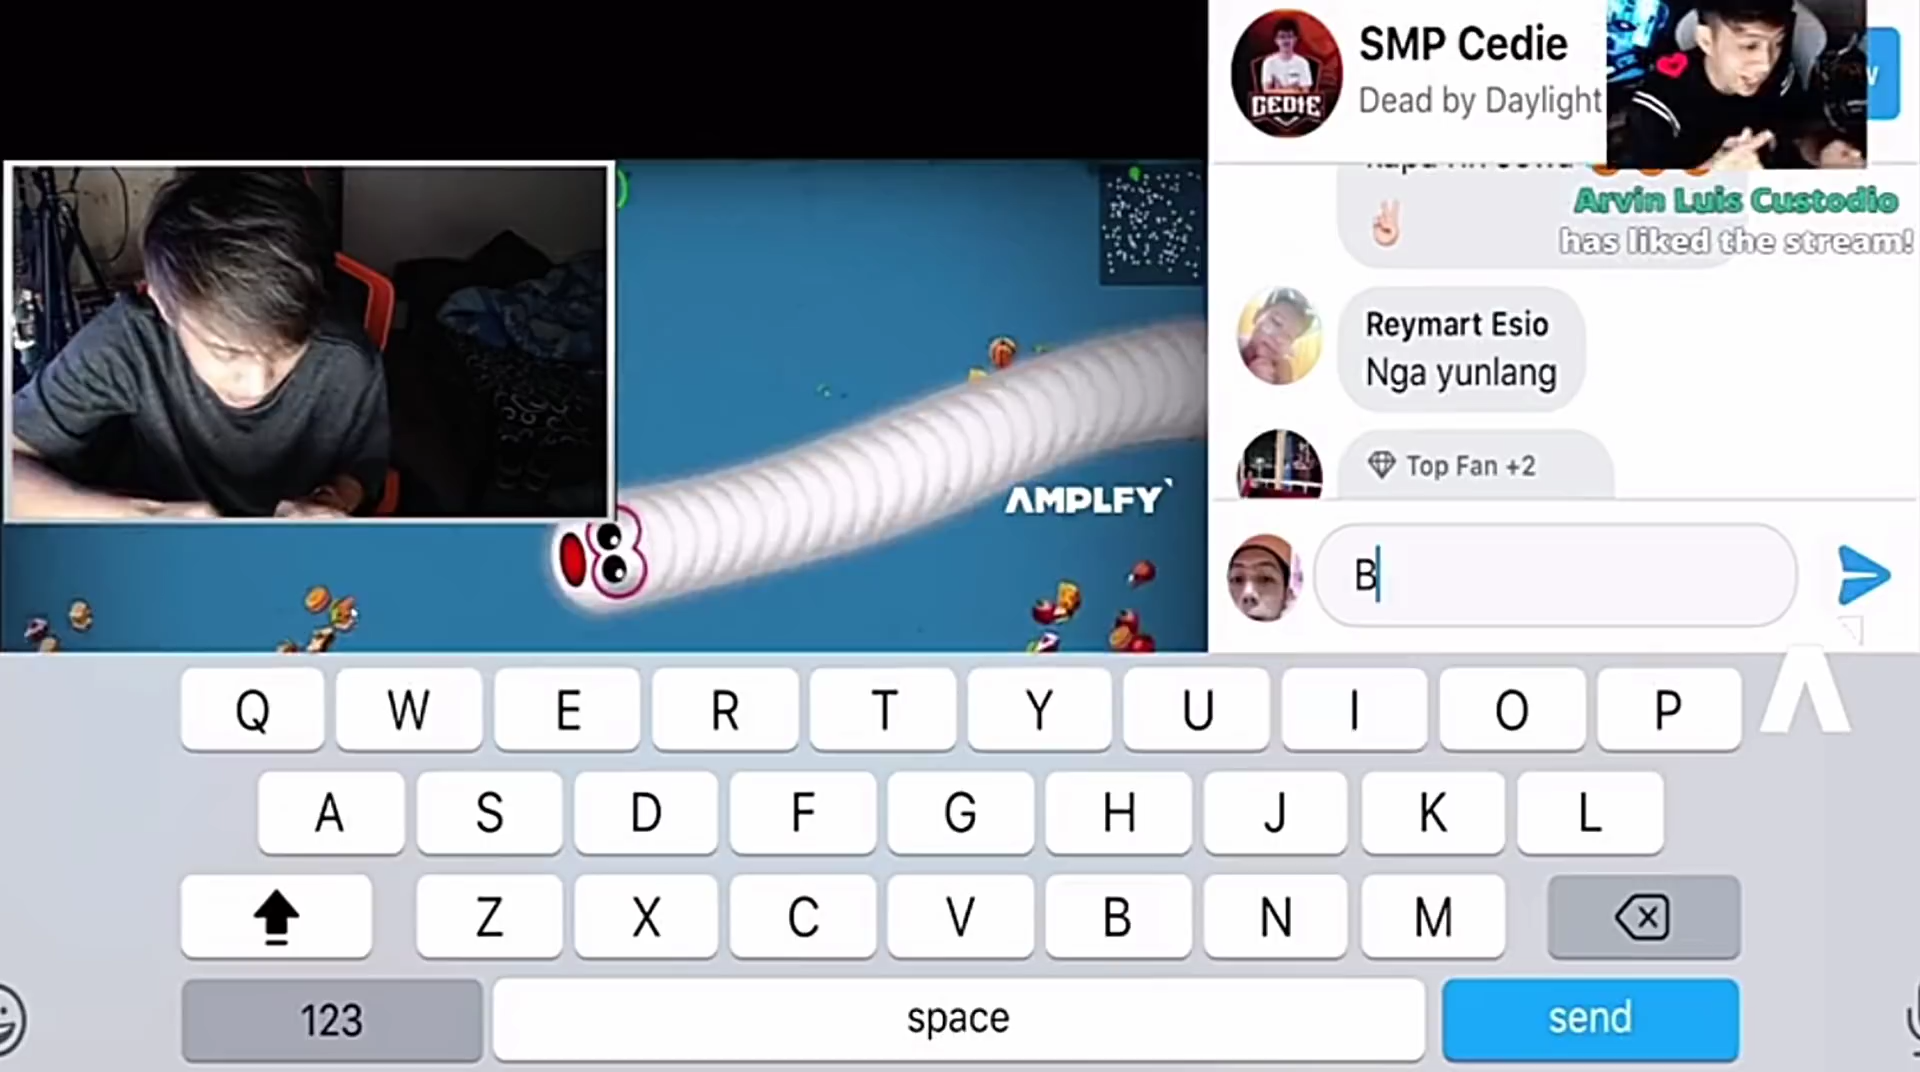 SMP Cedie
Dead by Daylight
CEDIE
Arvin Luis Custodio
has liked the stream!
Reymart Esio
Nga yunlang
Top Fan +2
AMPLFY
B
Q W E R T Y U I O P
A S D F G H J K L
Z X C V B N M
123 space send